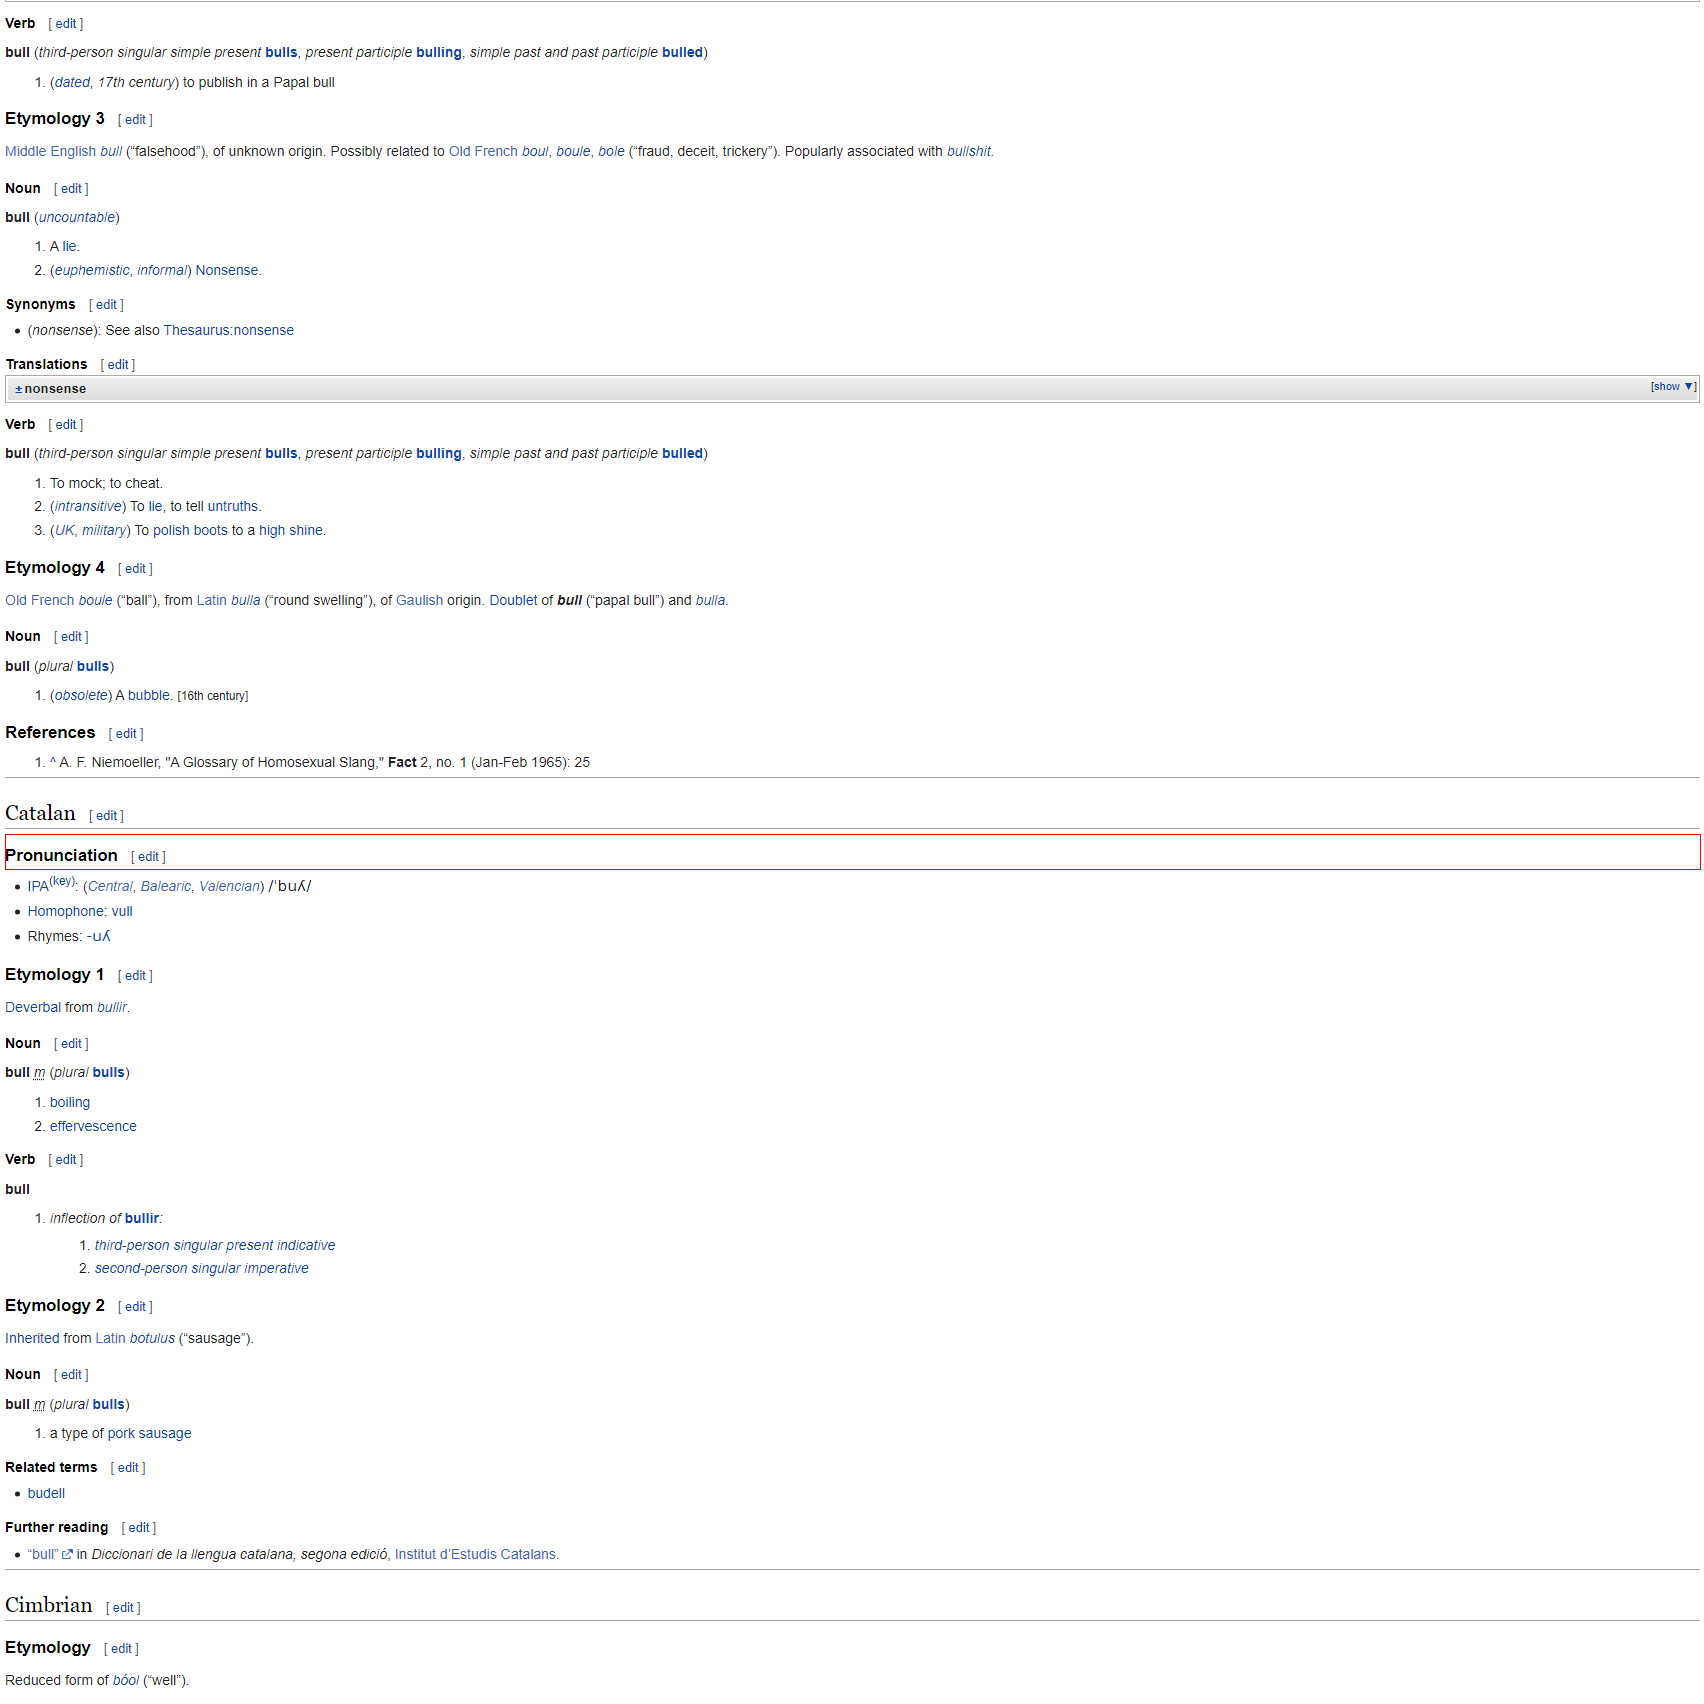 Verb [ edit ]
bull (third-person singular simple present bulls, present participle bulling, simple past and past participle bulled)
1. (dated, 17th century) to publish in a Papal bull
Etymology 3 [ edit ]
Middle English bull (“falsehood”), of unknown origin. Possibly related to Old French boul, boule, bole (“fraud, deceit, trickery”). Popularly associated with bullshit.
Noun [ edit ]
bull (uncountable)
1. A lie.
2. (euphemistic, informal) Nonsense.
Synonyms [ edit ]
• (nonsense): See also Thesaurus:nonsense
Translations [ edit ]
±nonsense [show ▼]
Verb [ edit ]
bull (third-person singular simple present bulls, present participle bulling, simple past and past participle bulled)
1. To mock; to cheat.
2. (intransitive) To lie, to tell untruths.
3. (UK, military) To polish boots to a high shine.
Etymology 4 [ edit ]
Old French boule (“ball”), from Latin bulla (“round swelling”), of Gaulish origin. Doublet of bull (“papal bull”) and bulla.
Noun [ edit ]
bull (plural bulls)
1. (obsolete) A bubble. [16th century]
References [ edit ]
1. ^ A. F. Niemoeller, "A Glossary of Homosexual Slang," Fact 2, no. 1 (Jan-Feb 1965): 25
Catalan [ edit ]
Pronunciation [ edit ]
• IPA(key): (Central, Balearic, Valencian) /ˈbuʎ/
• Homophone: vull
• Rhymes: -uʎ
Etymology 1 [ edit ]
Deverbal from bullir.
Noun [ edit ]
bull m (plural bulls)
1. boiling
2. effervescence
Verb [ edit ]
bull
1. inflection of bullir:
1. third-person singular present indicative
2. second-person singular imperative
Etymology 2 [ edit ]
Inherited from Latin botulus (“sausage”).
Noun [ edit ]
bull m (plural bulls)
1. a type of pork sausage
Related terms [ edit ]
• budell
Further reading [ edit ]
• “bull” in Diccionari de la llengua catalana, segona edició, Institut d’Estudis Catalans.
Cimbrian [ edit ]
Etymology [ edit ]
Reduced form of bóol (“well”).